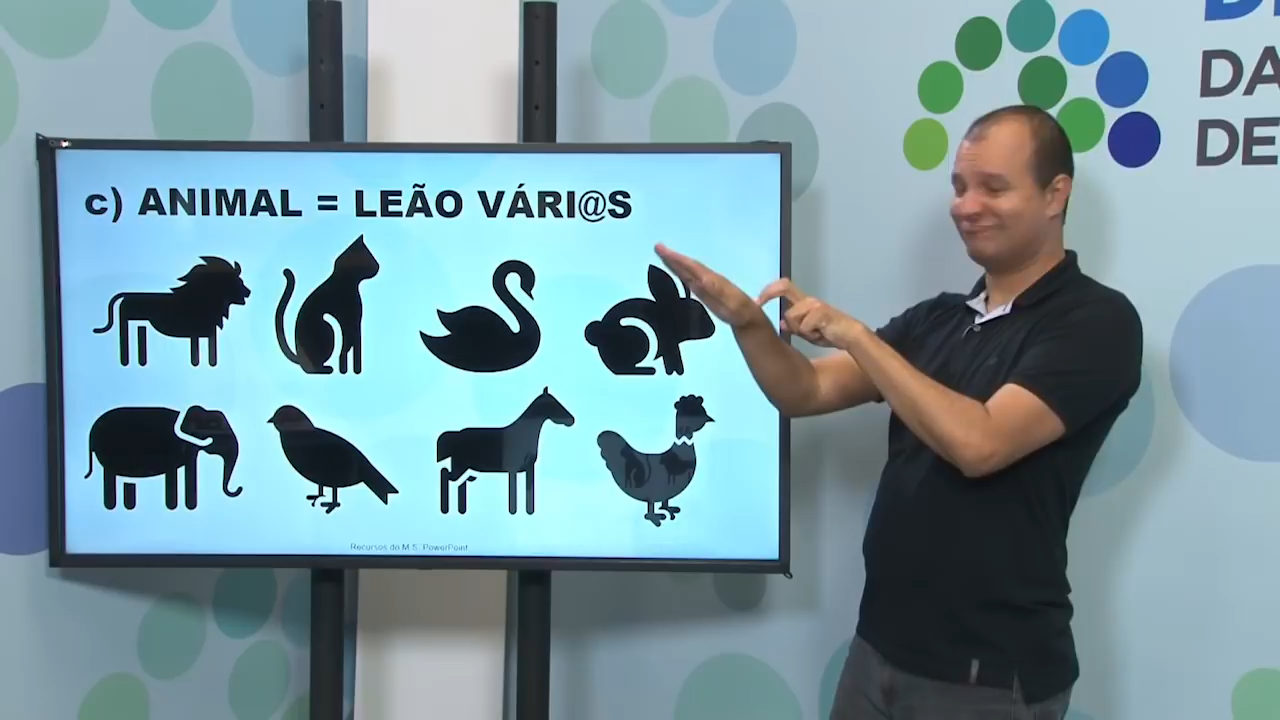 c) ANIMAL = LEÃO VÁRI@S
Recursos do M.S. PowerPoint
DA
DE